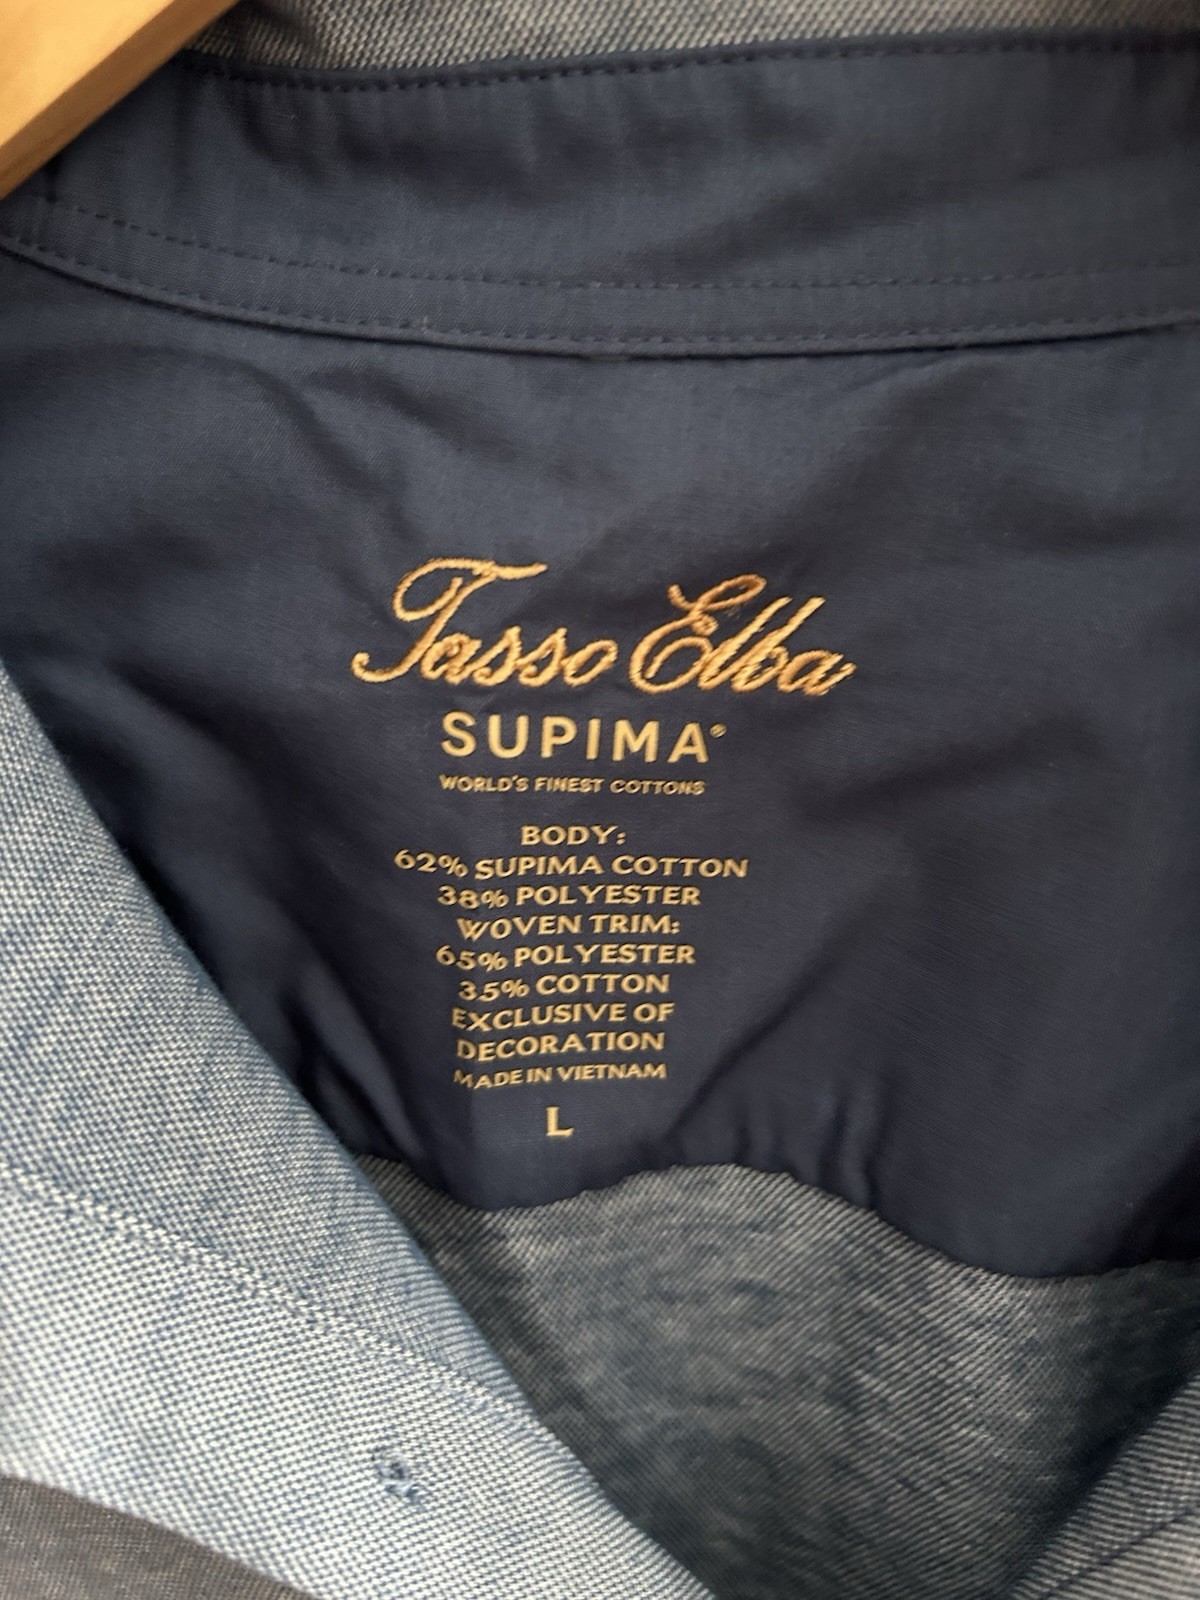 Tasso Elba
SUPIMA®
WORLD'S FINEST COTTONS
BODY:
62% SUPIMA COTTON
38% POLYESTER
WOVEN TRIM:
65% POLYESTER
35% COTTON
EXCLUSIVE OF
DECORATION
MADE IN VIETNAM
L